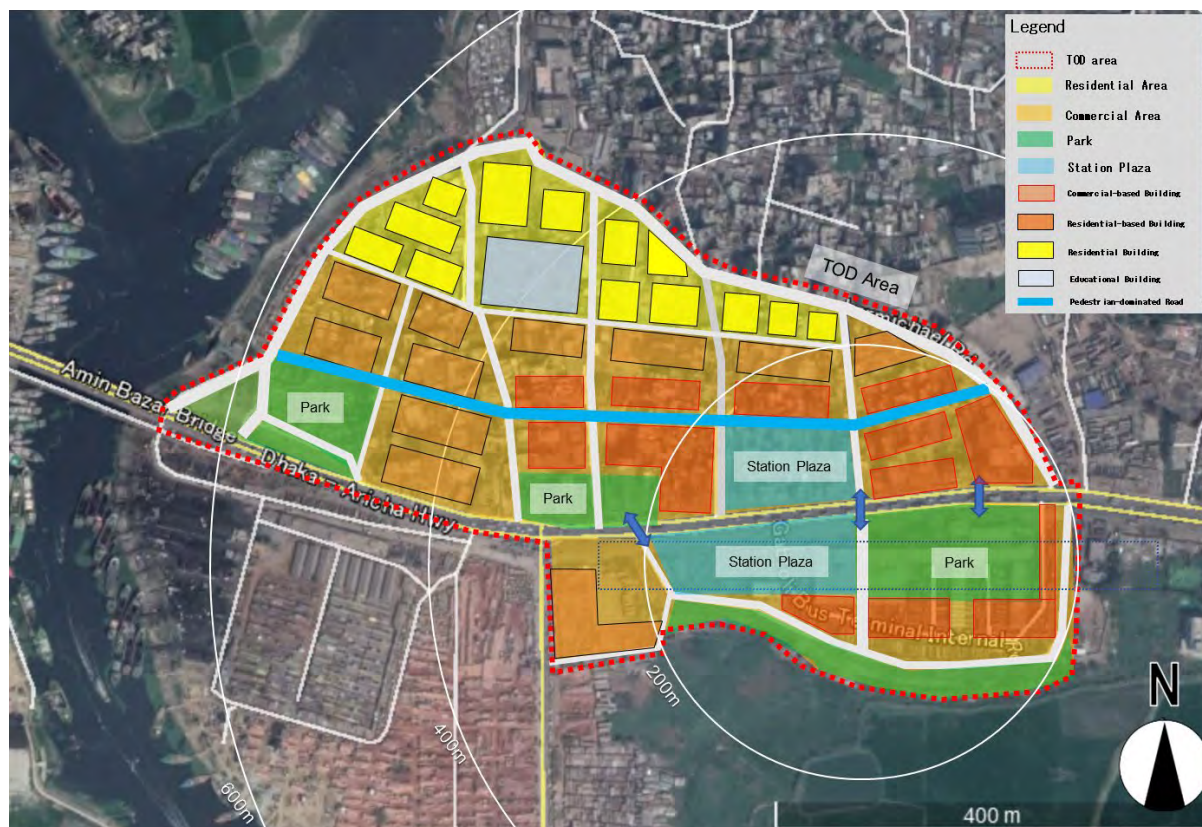 Legend
TOD area
Residential Area
Commercial Area
Park
Station Plaza
Commercial-based Building
Residential-based Building
Residential Building
Educational Building
Pedestrian-dominated Road
TOD Area
Amin Bazar Bridge
Dhaka - Aricha Hwy
Park
Park
Station Plaza
Station Plaza
Park
Bus Terminal Internal R
200m
400m
600m
N
400 m